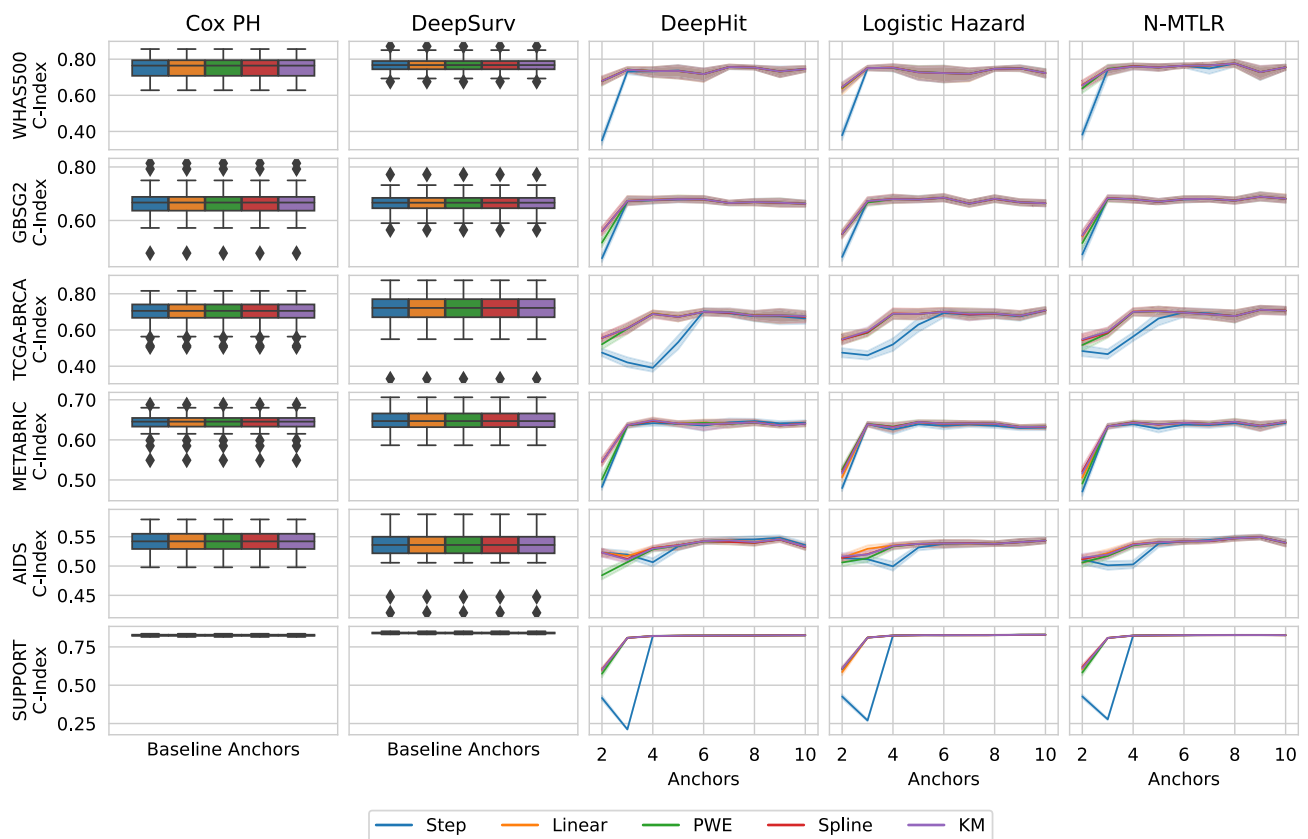 Cox PH DeepSurv DeepHit Logistic Hazard N-MTLR
WHAS500
C-Index
0.80
0.60
0.40
GBSG2
C-Index
0.80
0.60
TCGA-BRCA
C-Index
0.80
0.60
0.40
METABRIC
C-Index
0.70
0.60
0.50
AIDS
C-Index
0.55
0.50
0.45
SUPPORT
C-Index
0.75
0.50
0.25
2 4 6 8 10 2 4 6 8 10 2 4 6 8 10
Baseline Anchors Baseline Anchors Anchors Anchors Anchors
Step Linear PWE Spline KM